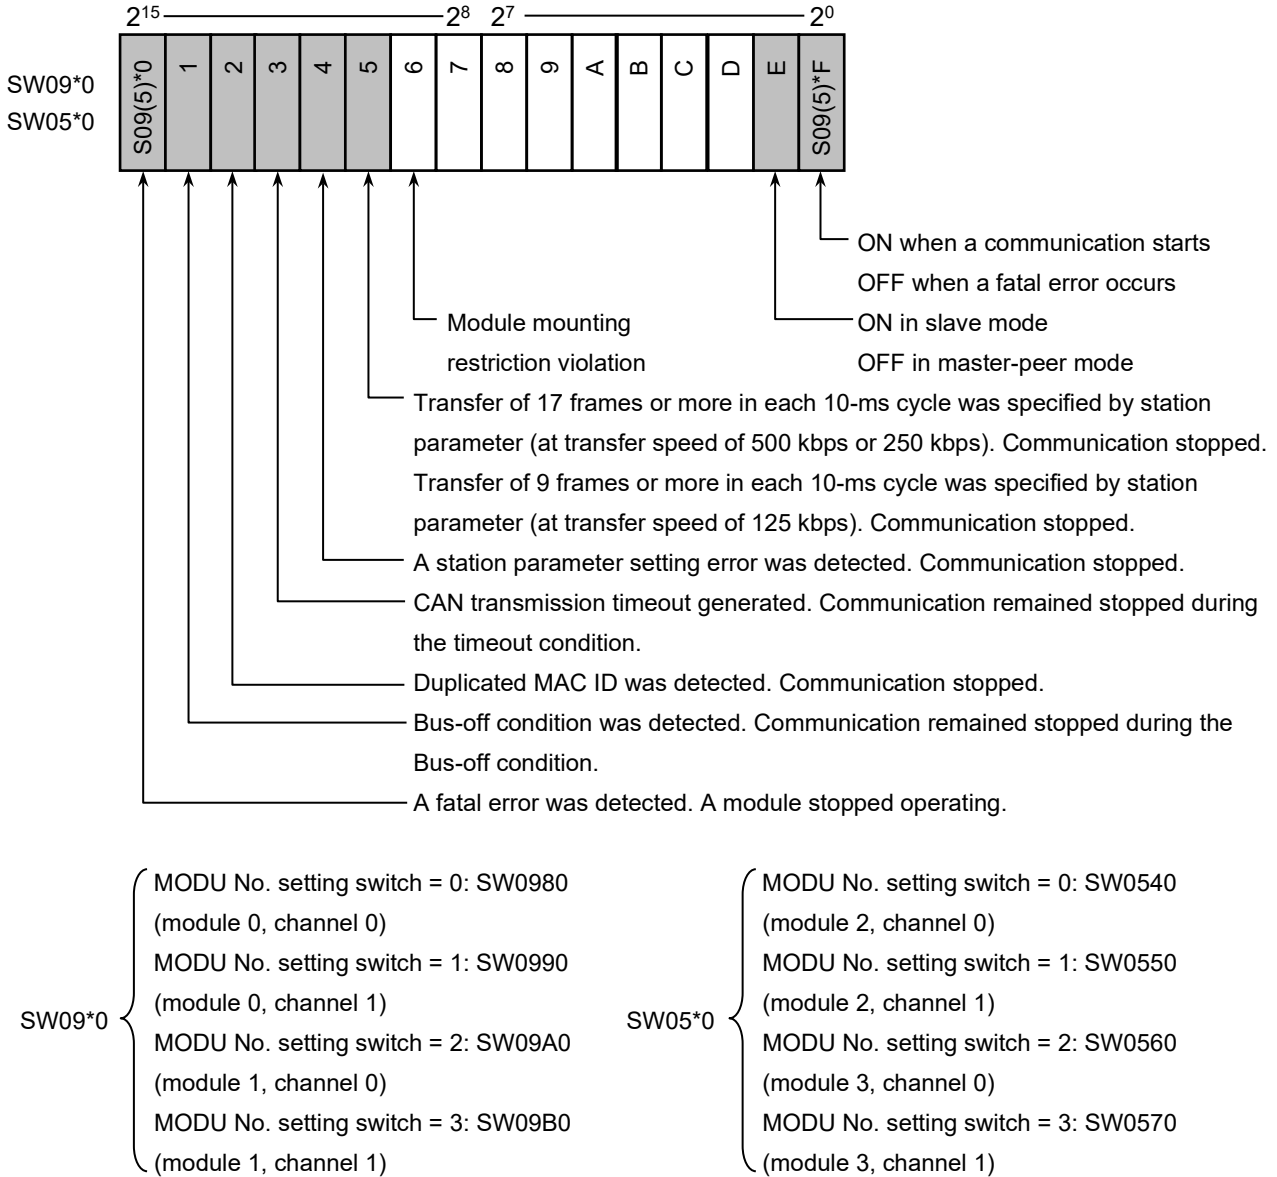 2¹⁵ 2⁸ 2⁷ 2⁰
SW09*0
SW05*0
S09(5)*0 1 2 3 4 5 6 7 8 9 A B C D E S09(5)*F
ON when a communication starts
OFF when a fatal error occurs
Module mounting
restriction violation
ON in slave mode
OFF in master-peer mode
Transfer of 17 frames or more in each 10-ms cycle was specified by station
parameter (at transfer speed of 500 kbps or 250 kbps). Communication stopped.
Transfer of 9 frames or more in each 10-ms cycle was specified by station
parameter (at transfer speed of 125 kbps). Communication stopped.
A station parameter setting error was detected. Communication stopped.
CAN transmission timeout generated. Communication remained stopped during
the timeout condition.
Duplicated MAC ID was detected. Communication stopped.
Bus-off condition was detected. Communication remained stopped during the
Bus-off condition.
A fatal error was detected. A module stopped operating.
SW09*0
MODU No. setting switch = 0: SW0980
(module 0, channel 0)
MODU No. setting switch = 1: SW0990
(module 0, channel 1)
MODU No. setting switch = 2: SW09A0
(module 1, channel 0)
MODU No. setting switch = 3: SW09B0
(module 1, channel 1)
SW05*0
MODU No. setting switch = 0: SW0540
(module 2, channel 0)
MODU No. setting switch = 1: SW0550
(module 2, channel 1)
MODU No. setting switch = 2: SW0560
(module 3, channel 0)
MODU No. setting switch = 3: SW0570
(module 3, channel 1)